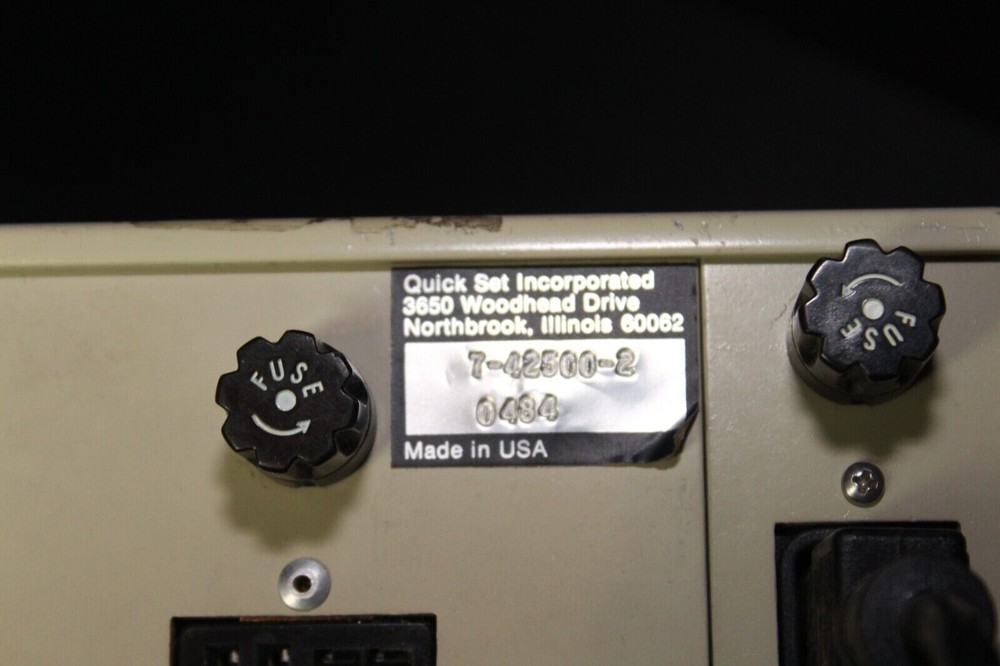 Quick Set Incorporated
3650 Woodhead Drive
Northbrook, Illinois 60062
7-42500-2
0484
Made in USA
FUSE
FUSE